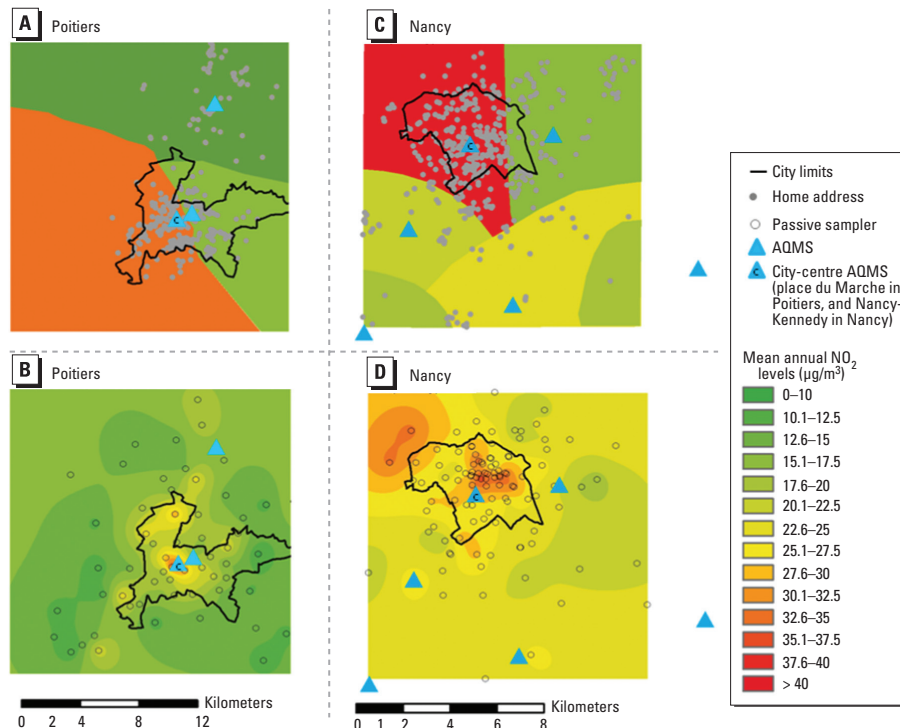 A Poitiers
C Nancy
C
C
City limits
Home address
Passive sampler
AQMS
C City-centre AQMS
(place du Marche in
Poitiers, and Nancy-
Kennedy in Nancy)
B Poitiers
D Nancy
C
C
Mean annual NO2
levels (µg/m³)
0–10
10.1–12.5
12.6–15
15.1–17.5
17.6–20
20.1–22.5
22.6–25
25.1–27.5
27.6–30
30.1–32.5
32.6–35
35.1–37.5
37.6–40
> 40
Kilometers
0 2 4 8 12
Kilometers
0 1 2 4 6 8